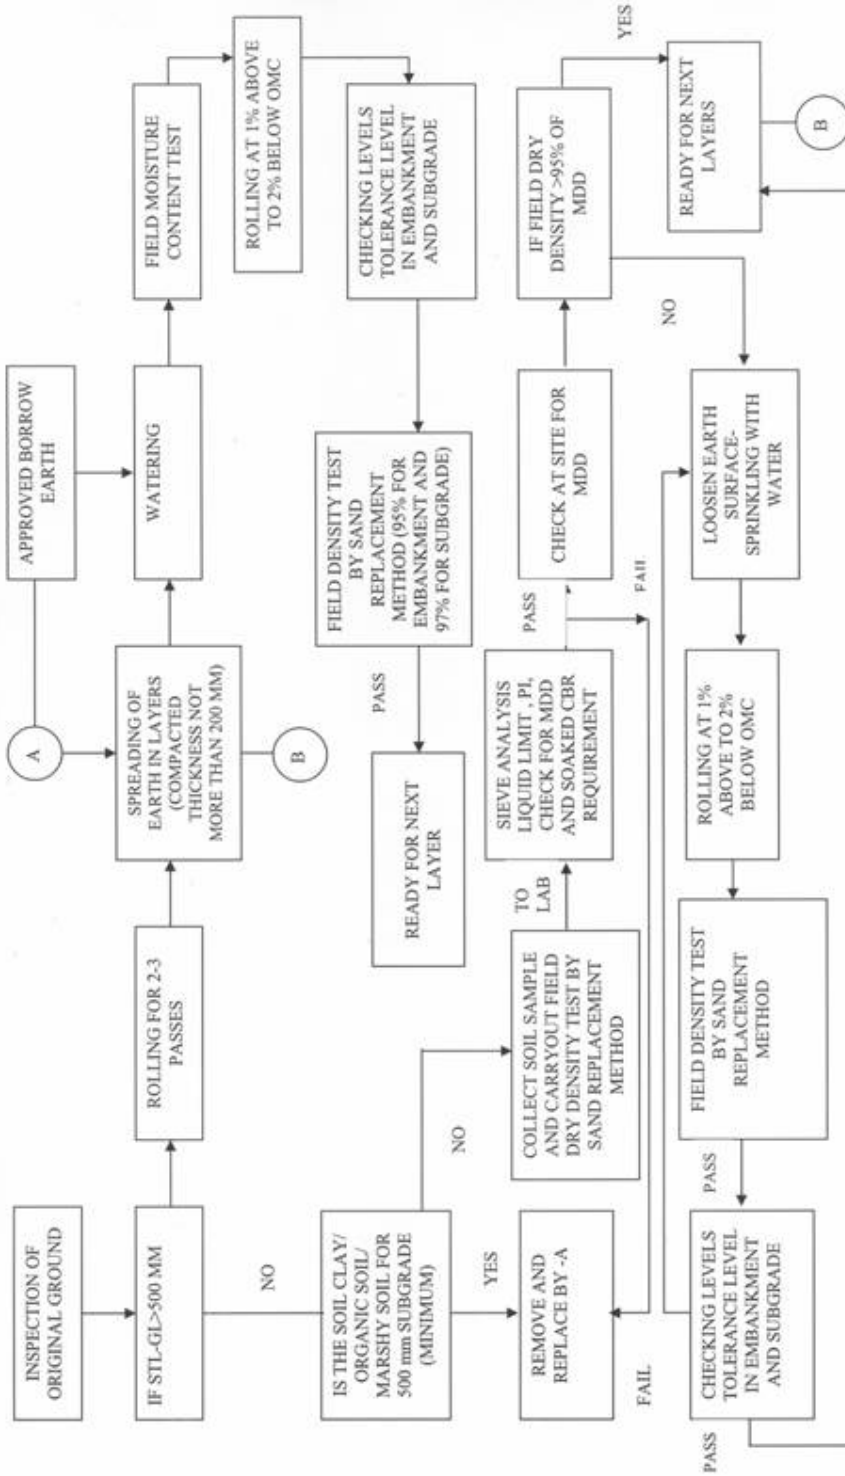 INSPECTION OF
ORIGINAL GROUND
IF STL-GL>500 MM
ROLLING FOR 2-3
PASSES
SPREADING OF
EARTH IN LAYERS
(COMPACTED
THICKNESS NOT
MORE THAN 200 MM)
A
B
APPROVED BORROW
EARTH
WATERING
FIELD MOISTURE
CONTENT TEST
ROLLING AT 1% ABOVE
TO 2% BELOW OMC
CHECKING LEVELS
TOLERANCE LEVEL
IN EMBANKMENT
AND SUBGRADE
FIELD DENSITY TEST
BY SAND
REPLACEMENT
METHOD (95% FOR
EMBANKMENT AND
97% FOR SUBGRADE)
PASS
READY FOR NEXT
LAYER
NO
IS THE SOIL CLAY/
ORGANIC SOIL/
MARSHY SOIL FOR
500 mm SUBGRADE
(MINIMUM)
YES
NO
REMOVE AND
REPLACE BY -A
COLLECT SOIL SAMPLE
AND CARRYOUT FIELD
DRY DENSITY TEST BY
SAND REPLACEMENT
METHOD
TO
LAB
SIEVE ANALYSIS
LIQUID LIMIT , PI,
CHECK FOR MDD
AND SOAKED CBR
REQUIREMENT
PASS
FAIL
CHECK AT SITE FOR
MDD
IF FIELD DRY
DENSITY >95% OF
MDD
YES
READY FOR NEXT
LAYERS
B
NO
LOOSEN EARTH
SURFACE-
SPRINKLING WITH
WATER
ROLLING AT 1%
ABOVE TO 2%
BELOW OMC
FIELD DENSITY TEST
BY SAND
REPLACEMENT
METHOD
PASS
CHECKING LEVELS
TOLERANCE LEVEL
IN EMBANKMENT
AND SUBGRADE
FAIL
PASS